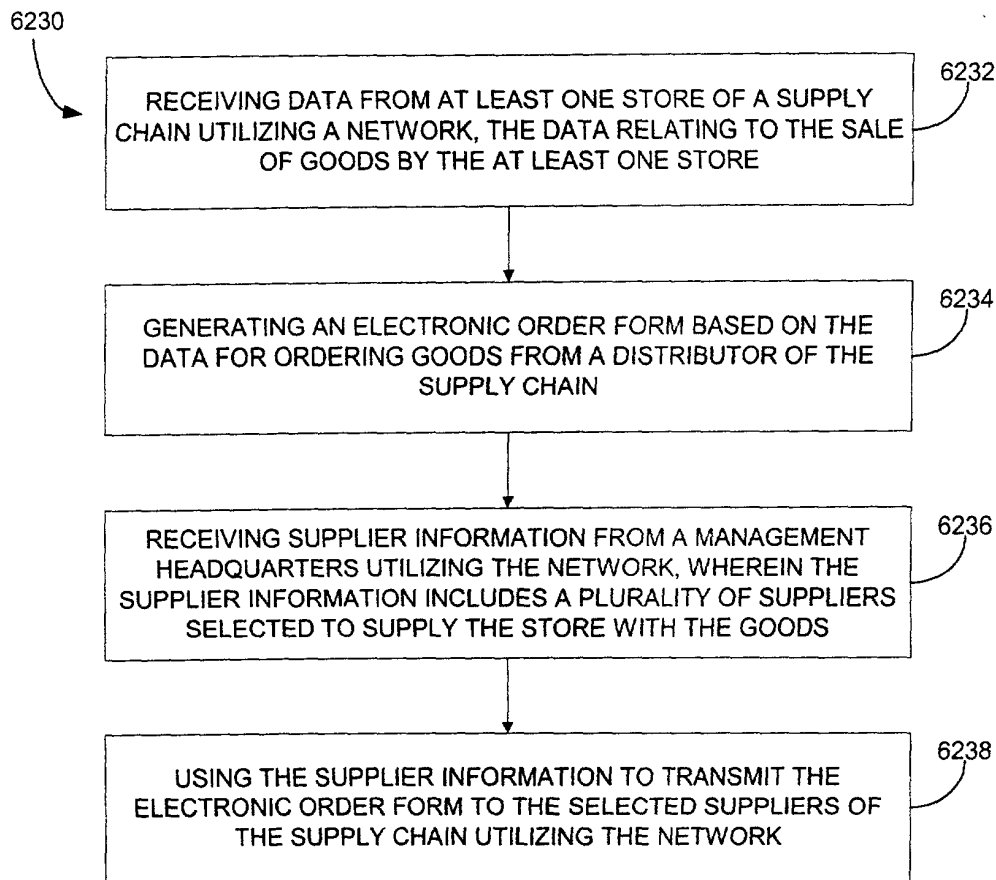 6230
6232
RECEIVING DATA FROM AT LEAST ONE STORE OF A SUPPLY
CHAIN UTILIZING A NETWORK, THE DATA RELATING TO THE SALE
OF GOODS BY THE AT LEAST ONE STORE
6234
GENERATING AN ELECTRONIC ORDER FORM BASED ON THE
DATA FOR ORDERING GOODS FROM A DISTRIBUTOR OF THE
SUPPLY CHAIN
6236
RECEIVING SUPPLIER INFORMATION FROM A MANAGEMENT
HEADQUARTERS UTILIZING THE NETWORK, WHEREIN THE
SUPPLIER INFORMATION INCLUDES A PLURALITY OF SUPPLIERS
SELECTED TO SUPPLY THE STORE WITH THE GOODS
6238
USING THE SUPPLIER INFORMATION TO TRANSMIT THE
ELECTRONIC ORDER FORM TO THE SELECTED SUPPLIERS OF
THE SUPPLY CHAIN UTILIZING THE NETWORK